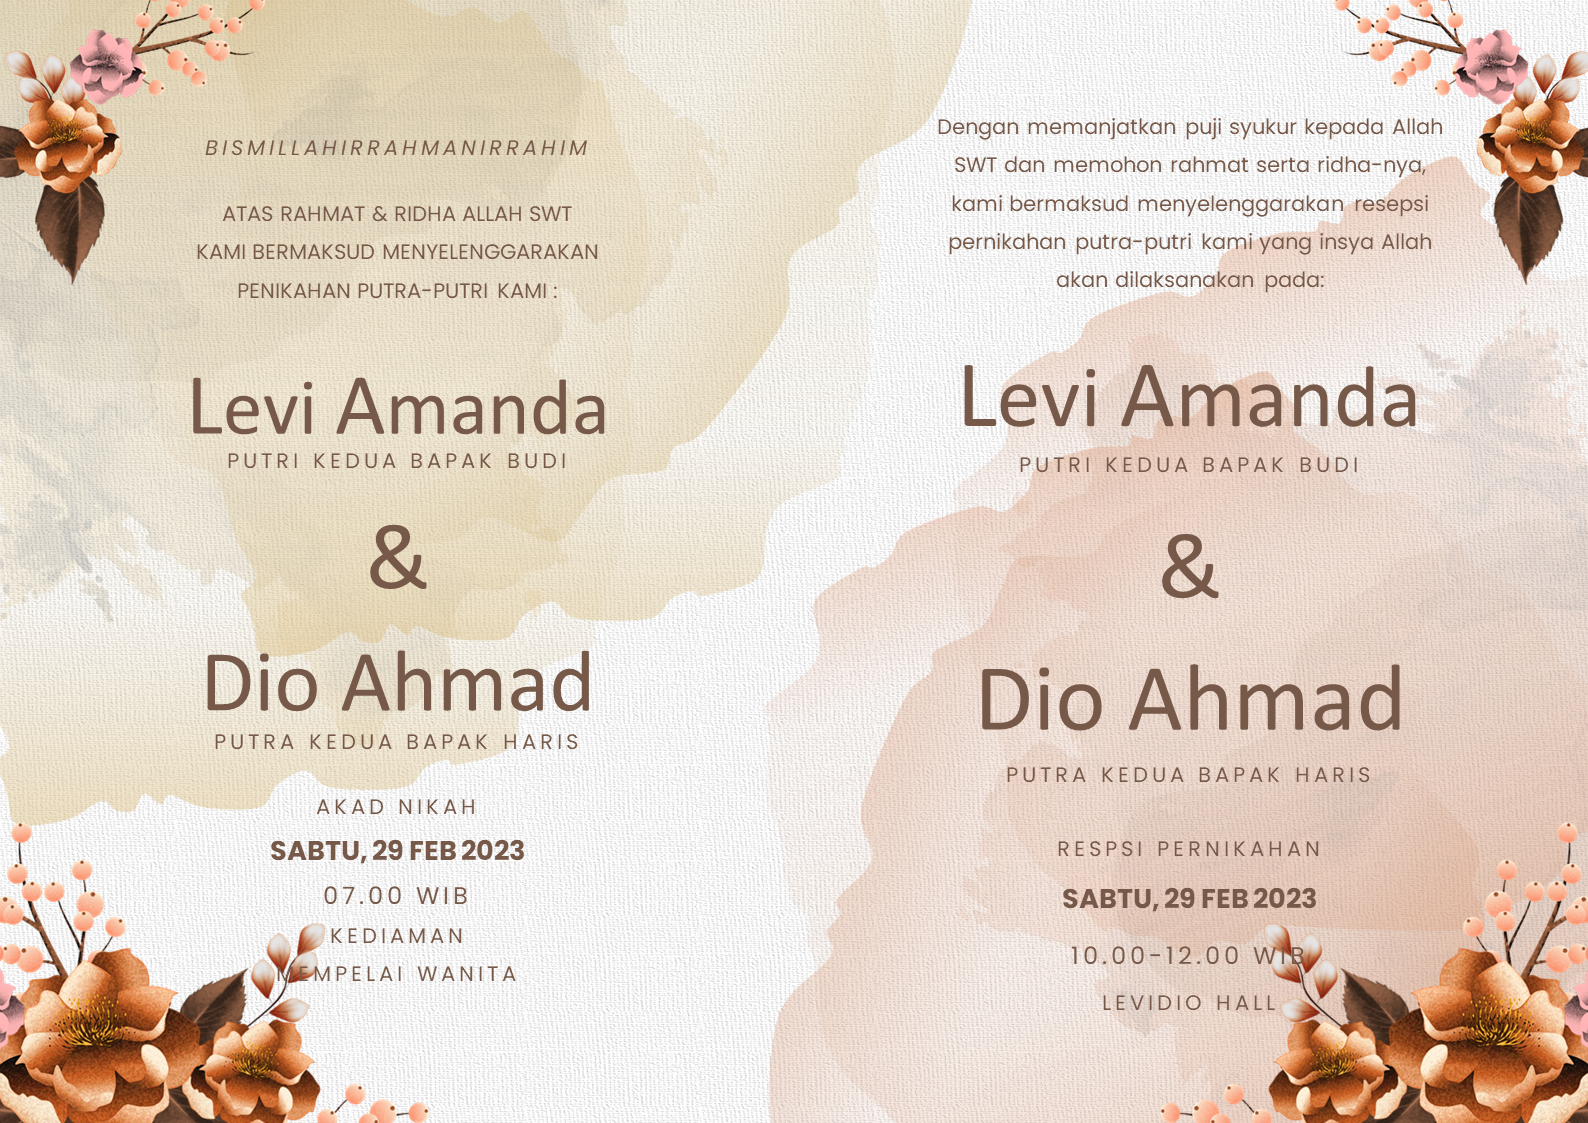 BISMILLAHIRRAHMANIRRAHIM
ATAS RAHMAT & RIDHA ALLAH SWT
KAMI BERMAKSUD MENYELENGGARAKAN
PENIKAHAN PUTRA-PUTRI KAMI :
Levi Amanda
PUTRI KEDUA BAPAK BUDI
&
Dio Ahmad
PUTRA KEDUA BAPAK HARIS
AKAD NIKAH
SABTU, 29 FEB 2023
07.00 WIB
KEDIAMAN
MEMPELAI WANITA
Dengan memanjatkan puji syukur kepada Allah
SWT dan memohon rahmat serta ridha-nya,
kami bermaksud menyelenggarakan resepsi
pernikahan putra-putri kami yang insya Allah
akan dilaksanakan pada:
Levi Amanda
PUTRI KEDUA BAPAK BUDI
&
Dio Ahmad
PUTRA KEDUA BAPAK HARIS
RESPSI PERNIKAHAN
SABTU, 29 FEB 2023
10.00-12.00 WIB
LEVIDIO HALL